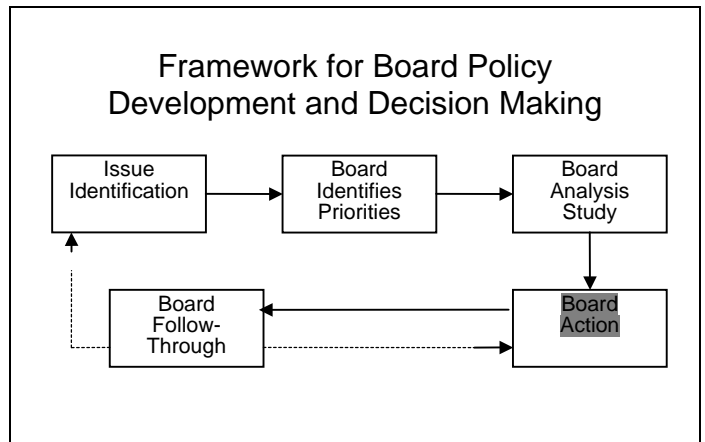 Framework for Board Policy
Development and Decision Making
Issue
Identification
Board
Identifies
Priorities
Board
Analysis
Study
Board
Follow-
Through
Board
Action